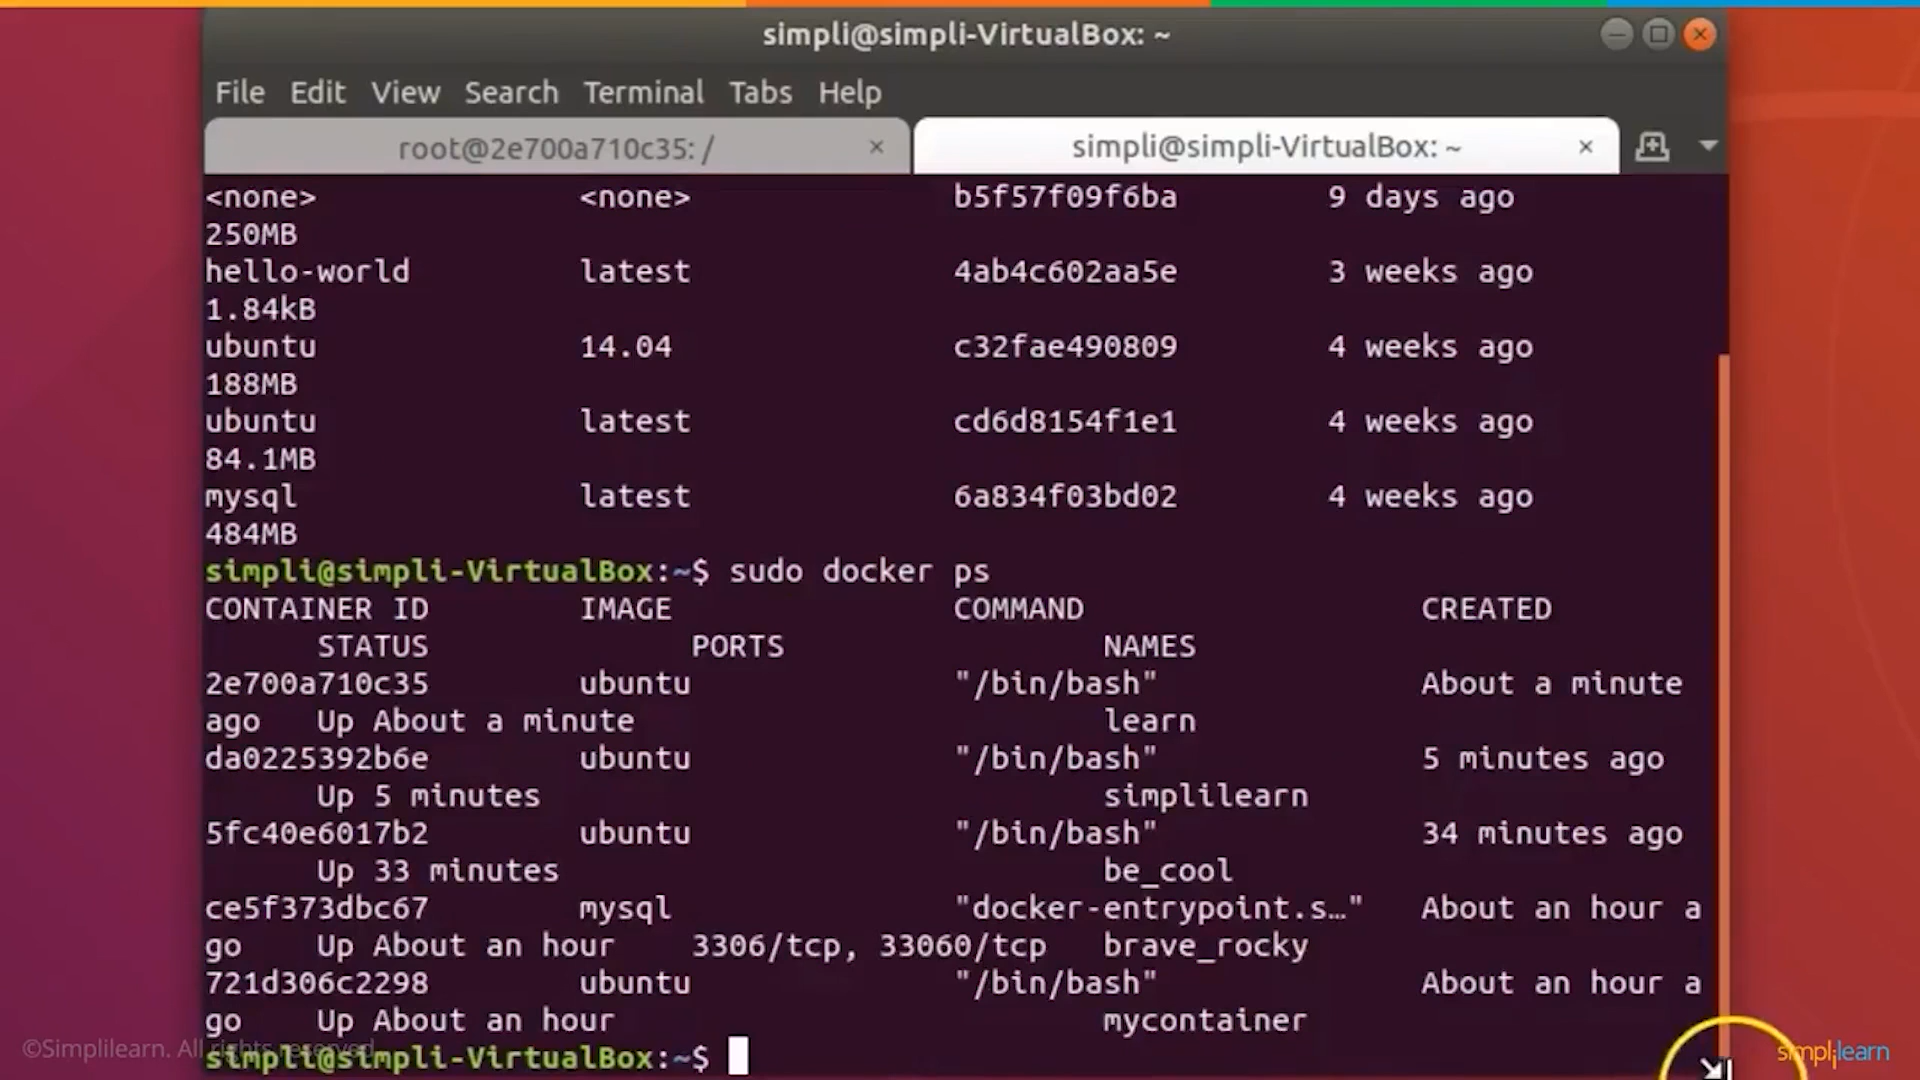 simpli@simpli-VirtualBox: ~
File Edit View Search Terminal Tabs Help
root@2e700a710c35: / × simpli@simpli-VirtualBox: ~ ×
<none> <none> b5f57f09f6ba 9 days ago
250MB
hello-world latest 4ab4c602aa5e 3 weeks ago
1.84kB
ubuntu 14.04 c32fae490809 4 weeks ago
188MB
ubuntu latest cd6d8154f1e1 4 weeks ago
84.1MB
mysql latest 6a834f03bd02 4 weeks ago
484MB
simpli@simpli-VirtualBox:~$ sudo docker ps
CONTAINER ID IMAGE COMMAND CREATED
STATUS PORTS NAMES
2e700a710c35 ubuntu "/bin/bash" About a minute
ago Up About a minute learn
da0225392b6e ubuntu "/bin/bash" 5 minutes ago
Up 5 minutes simplilearn
5fc40e6017b2 ubuntu "/bin/bash" 34 minutes ago
Up 33 minutes be_cool
ce5f373dbc67 mysql "docker-entrypoint.s…" About an hour a
go Up About an hour 3306/tcp, 33060/tcp brave_rocky
721d306c2298 ubuntu "/bin/bash" About an hour a
go Up About an hour mycontainer
simpli@simpli-VirtualBox:~$
©Simplilearn. All rights reserved.
simplilearn